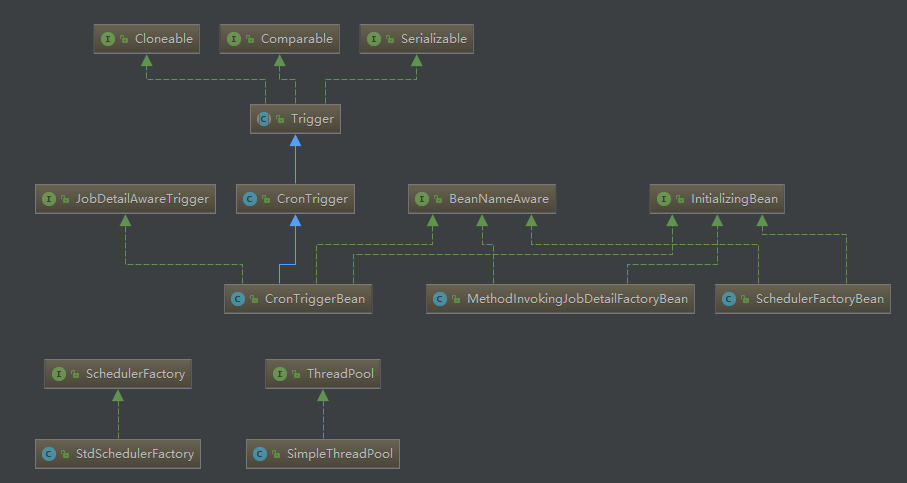 I Cloneable
I Comparable
I Serializable
C Trigger
I JobDetailAwareTrigger
C CronTrigger
I BeanNameAware
I InitializingBean
C CronTriggerBean
C MethodInvokingJobDetailFactoryBean
C SchedulerFactoryBean
I SchedulerFactory
I ThreadPool
C StdSchedulerFactory
C SimpleThreadPool